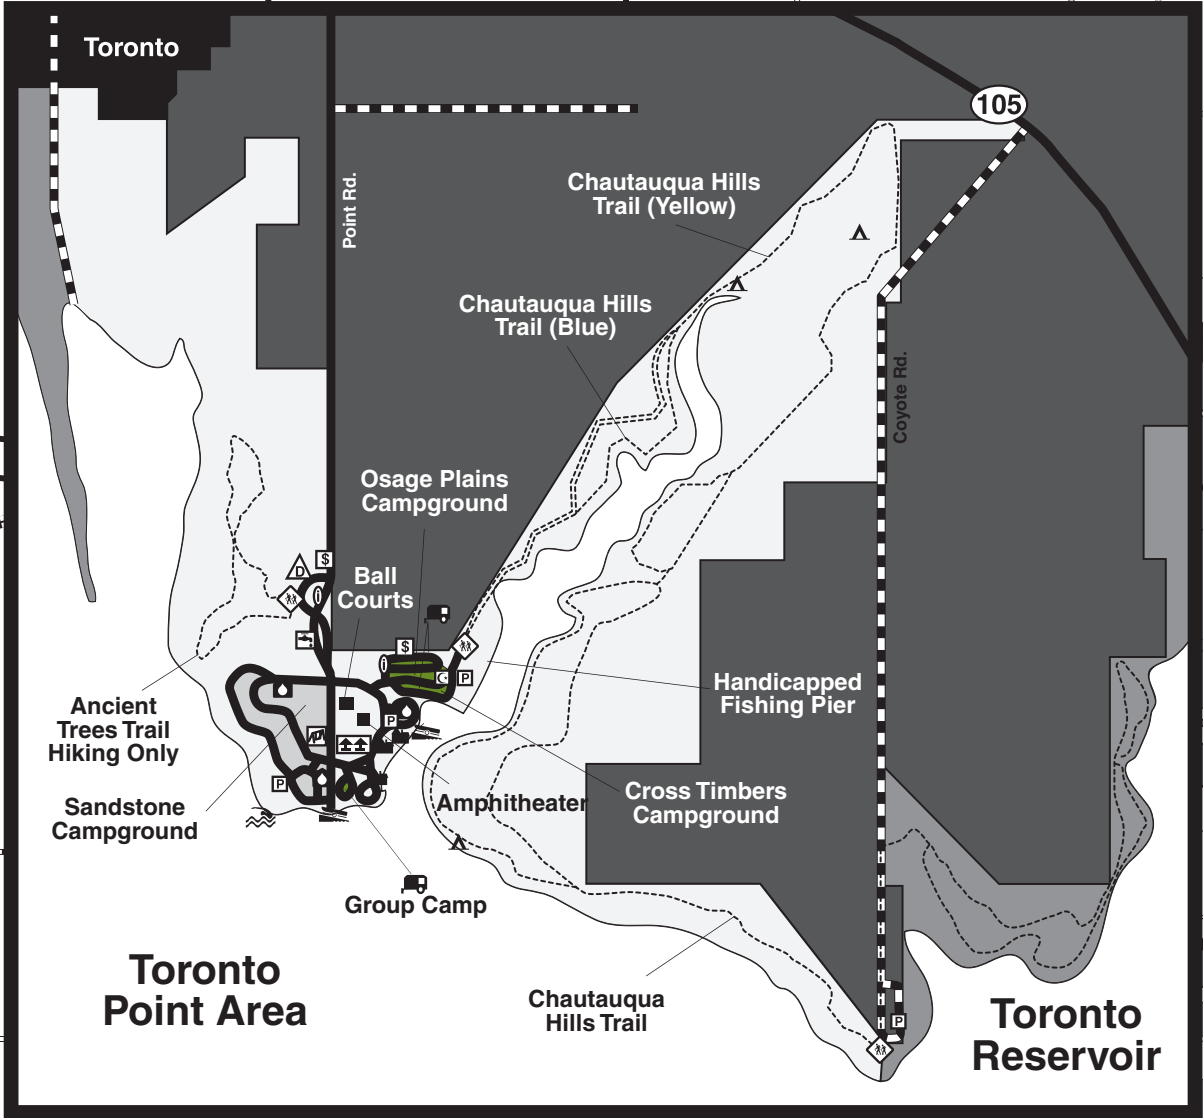 Toronto
105
Chautauqua Hills
Trail (Yellow)
Point Rd.
Chautauqua Hills
Trail (Blue)
Coyote Rd.
Osage Plains
Campground
$
D
Ball
Courts
$
P
Handicapped
Fishing Pier
Ancient
Trees Trail
Hiking Only
P
P
Sandstone
Campground
Amphitheater
Cross Timbers
Campground
Group Camp
Toronto
Point Area
Chautauqua
Hills Trail
P
Toronto
Reservoir